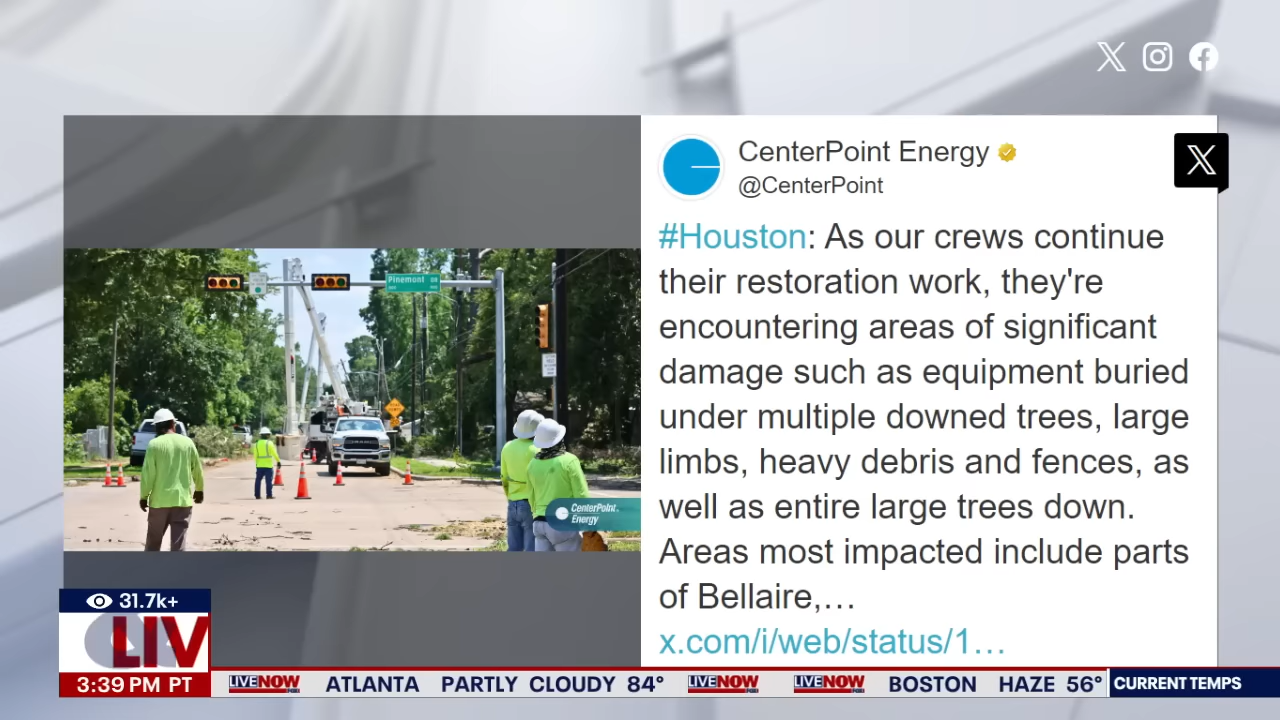 CenterPoint Energy
@CenterPoint
#Houston: As our crews continue
their restoration work, they're
encountering areas of significant
damage such as equipment buried
under multiple downed trees, large
limbs, heavy debris and fences, as
well as entire large trees down.
Areas most impacted include parts
of Bellaire,…
x.com/i/web/status/1…
Pinemont
CenterPoint
Energy
31.7k+
LIV
3:39 PM PT
LIVENOW FOX ATLANTA PARTLY CLOUDY 84° LIVENOW FOX LIVENOW FOX BOSTON HAZE 56° CURRENT TEMPS